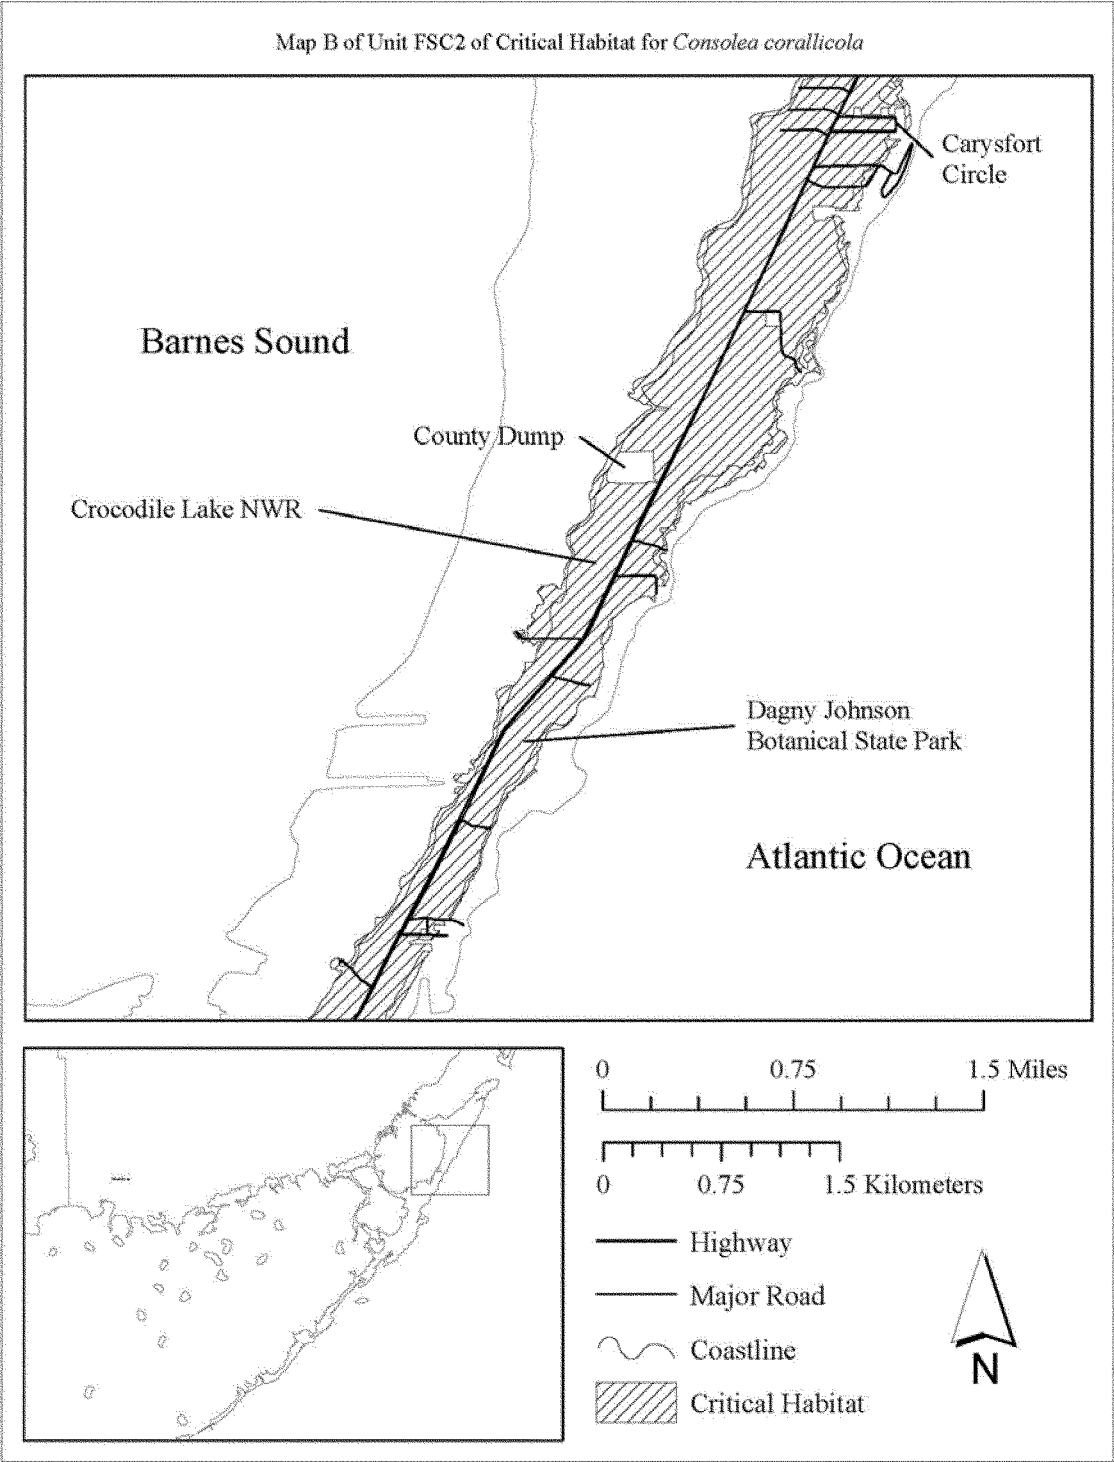 Map B of Unit FSC2 of Critical Habitat for Consolea corallicola
Carysfort
Circle
Barnes Sound
County Dump
Crocodile Lake NWR
Dagny Johnson
Botanical State Park
Atlantic Ocean
0 0.75 1.5 Miles
0 0.75 1.5 Kilometers
Highway
Major Road
Coastline
Critical Habitat
N